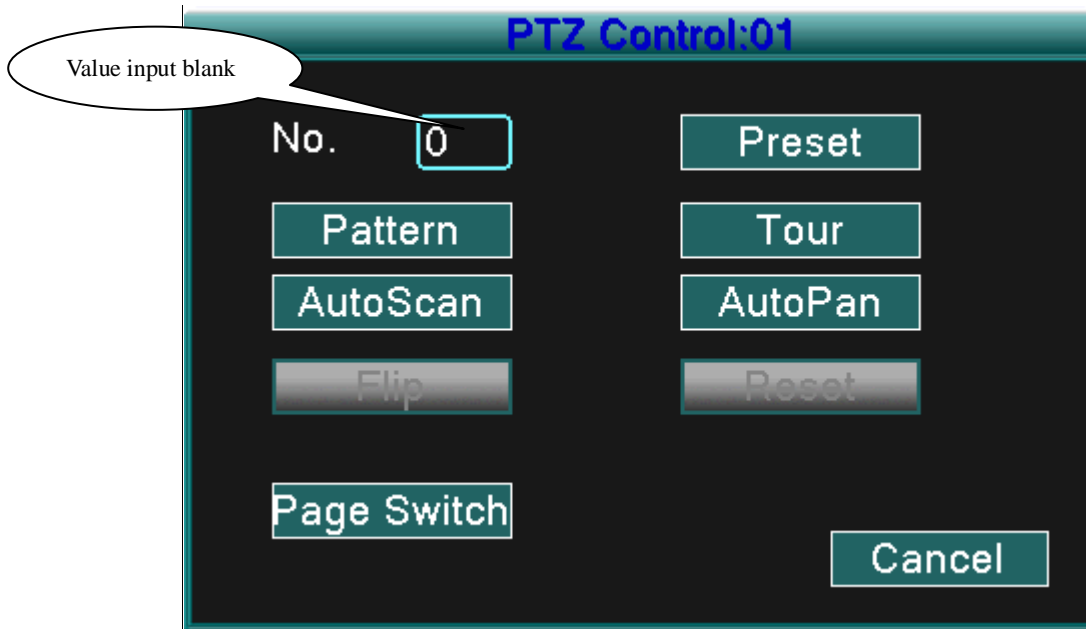 PTZ Control:01
Value input blank
No. 0 Preset
Pattern Tour
AutoScan AutoPan
Flip Reset
Page Switch
Cancel